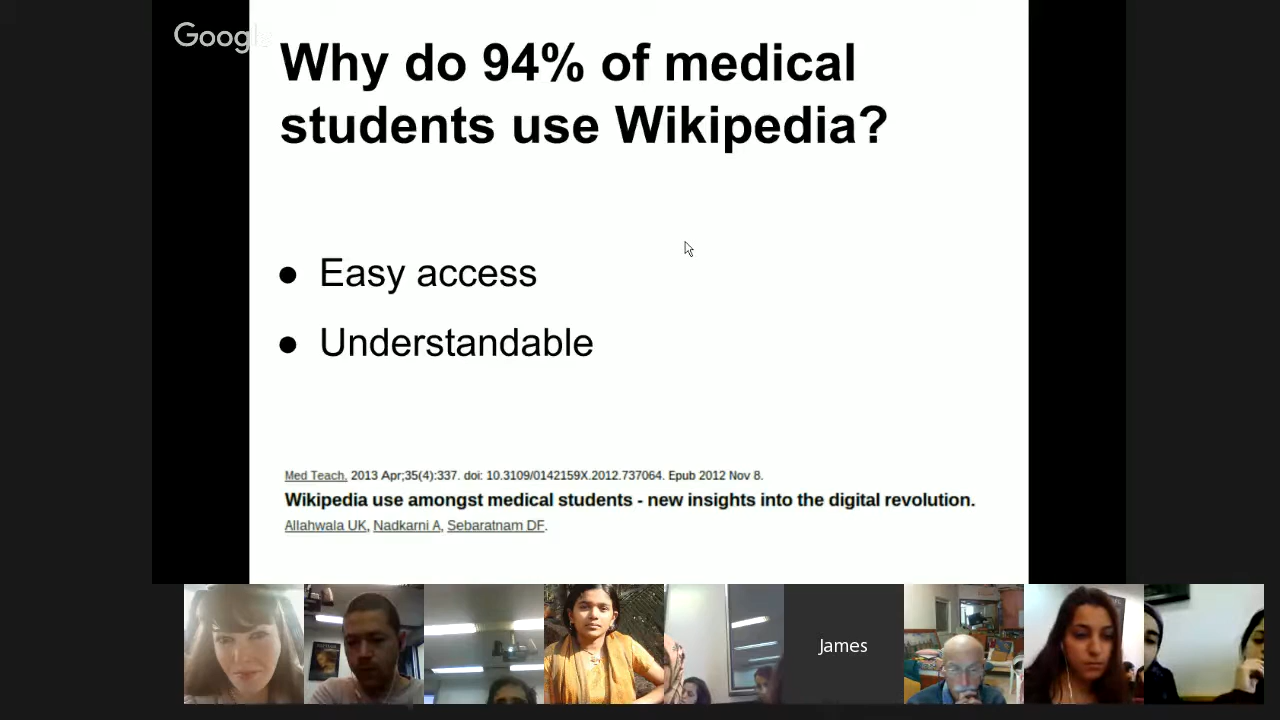 Google
Why do 94% of medical
students use Wikipedia?
● Easy access
● Understandable
Med Teach. 2013 Apr;35(4):337. doi: 10.3109/0142159X.2012.737064. Epub 2012 Nov 8.
Wikipedia use amongst medical students - new insights into the digital revolution.
Allahwala UK, Nadkarni A, Sebaratnam DF.
James